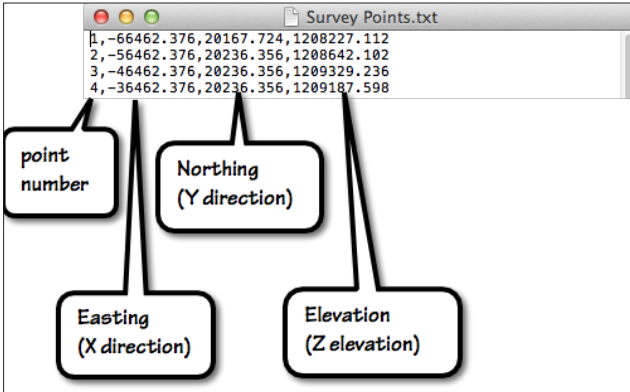 Survey Points.txt
1,-66462.376,20167.724,1208227.112
2,-56462.376,20236.356,1208642.102
3,-46462.376,20236.356,1209329.236
4,-36462.376,20236.356,1209187.598
point
number
Northing
(Y direction)
Easting
(X direction)
Elevation
(Z elevation)